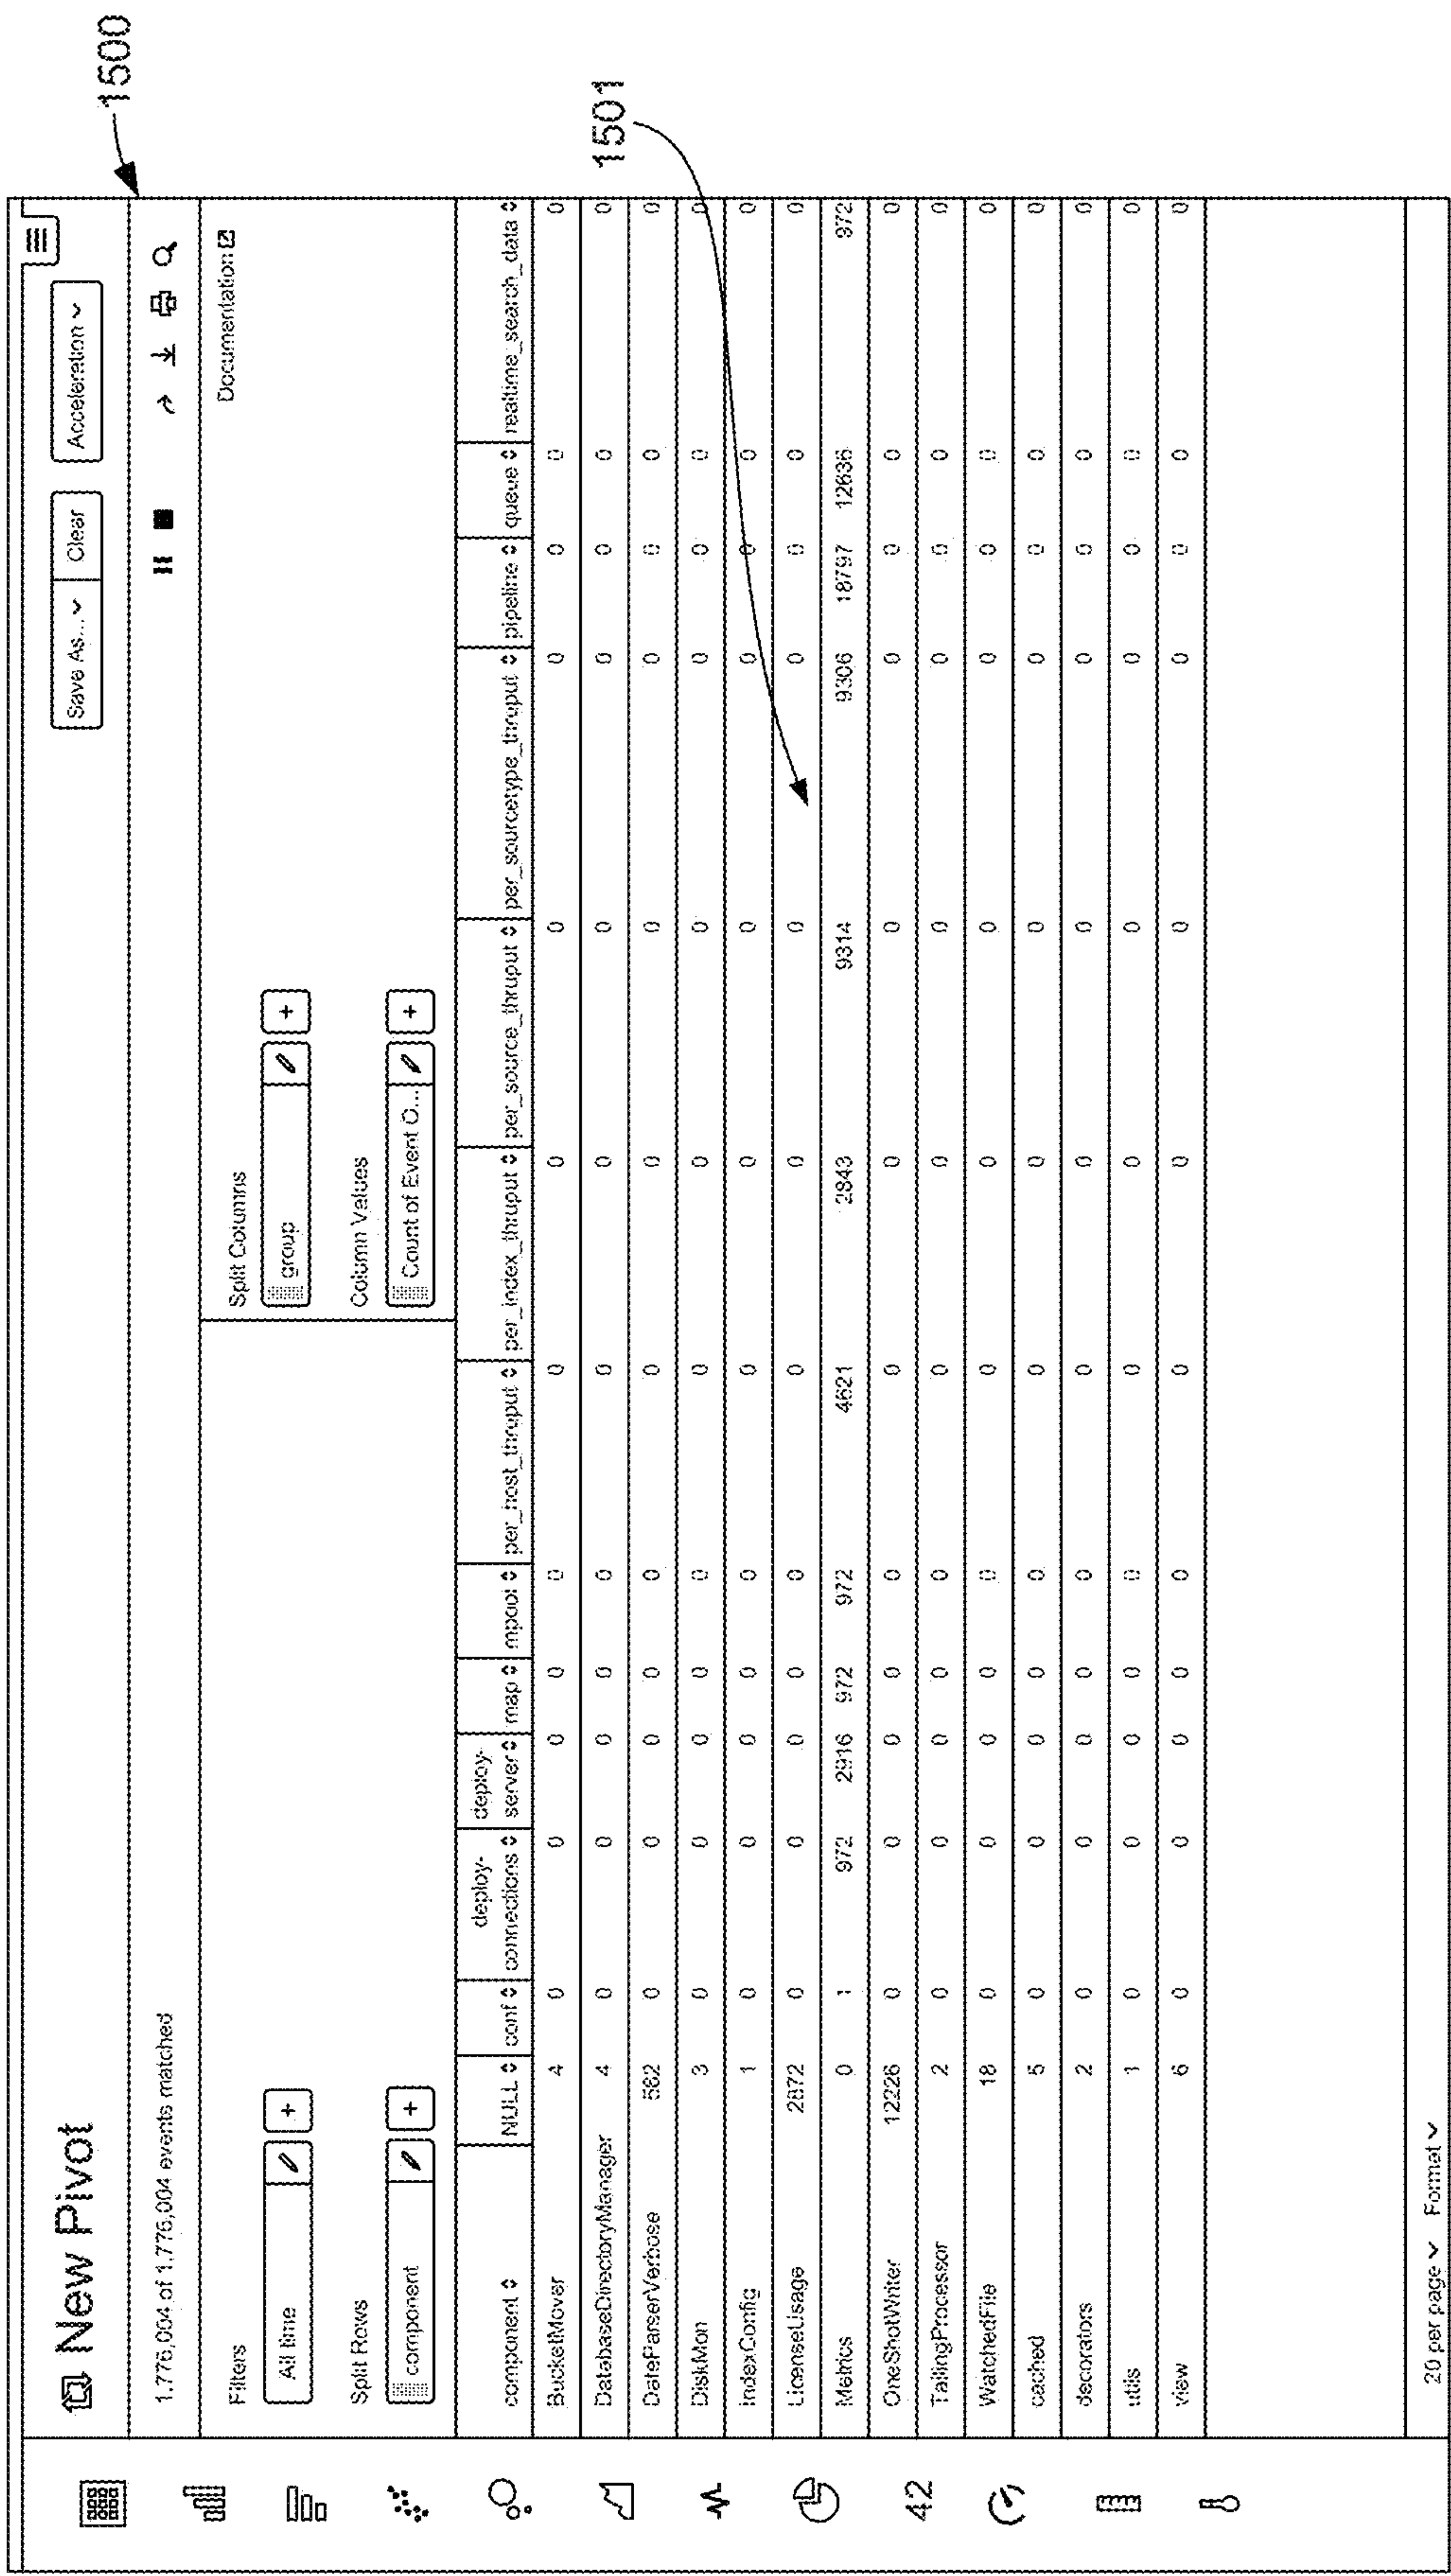 1500
1501
New Pivot
Save As... Clear Acceleration
1,776,004 of 1,776,004 events matched
Filters Split Columns Documentation
All time + group +
Split Rows Column Values
component + Count of Event O... +
component NULL conf deploy-connections deploy-server map mpool per_host_thruput per_index_thruput per_source_thruput per_sourcetype_thruput pipeline queue realtime_search_data
BucketMover 4 0 0 0 0 0 0 0 0 0 0 0 0
DatabaseDirectoryManager 4 0 0 0 0 0 0 0 0 0 0 0 0
DateParserVerbose 562 0 0 0 0 0 0 0 0 0 0 0 0
DiskMon 3 0 0 0 0 0 0 0 0 0 0 0 0
IndexConfig 1 0 0 0 0 0 0 0 0 0 0 0 0
LicenseUsage 2872 0 0 0 0 0 0 0 0 0 0 0 0
Metrics 0 1 972 2916 972 972 4621 2843 9314 9306 18797 12636 972
OneShotWriter 12226 0 0 0 0 0 0 0 0 0 0 0 0
TailingProcessor 2 0 0 0 0 0 0 0 0 0 0 0 0
WatchedFile 18 0 0 0 0 0 0 0 0 0 0 0 0
cached 5 0 0 0 0 0 0 0 0 0 0 0 0
decorators 2 0 0 0 0 0 0 0 0 0 0 0 0
utils 1 0 0 0 0 0 0 0 0 0 0 0 0
view 6 0 0 0 0 0 0 0 0 0 0 0 0
42
20 per page Format